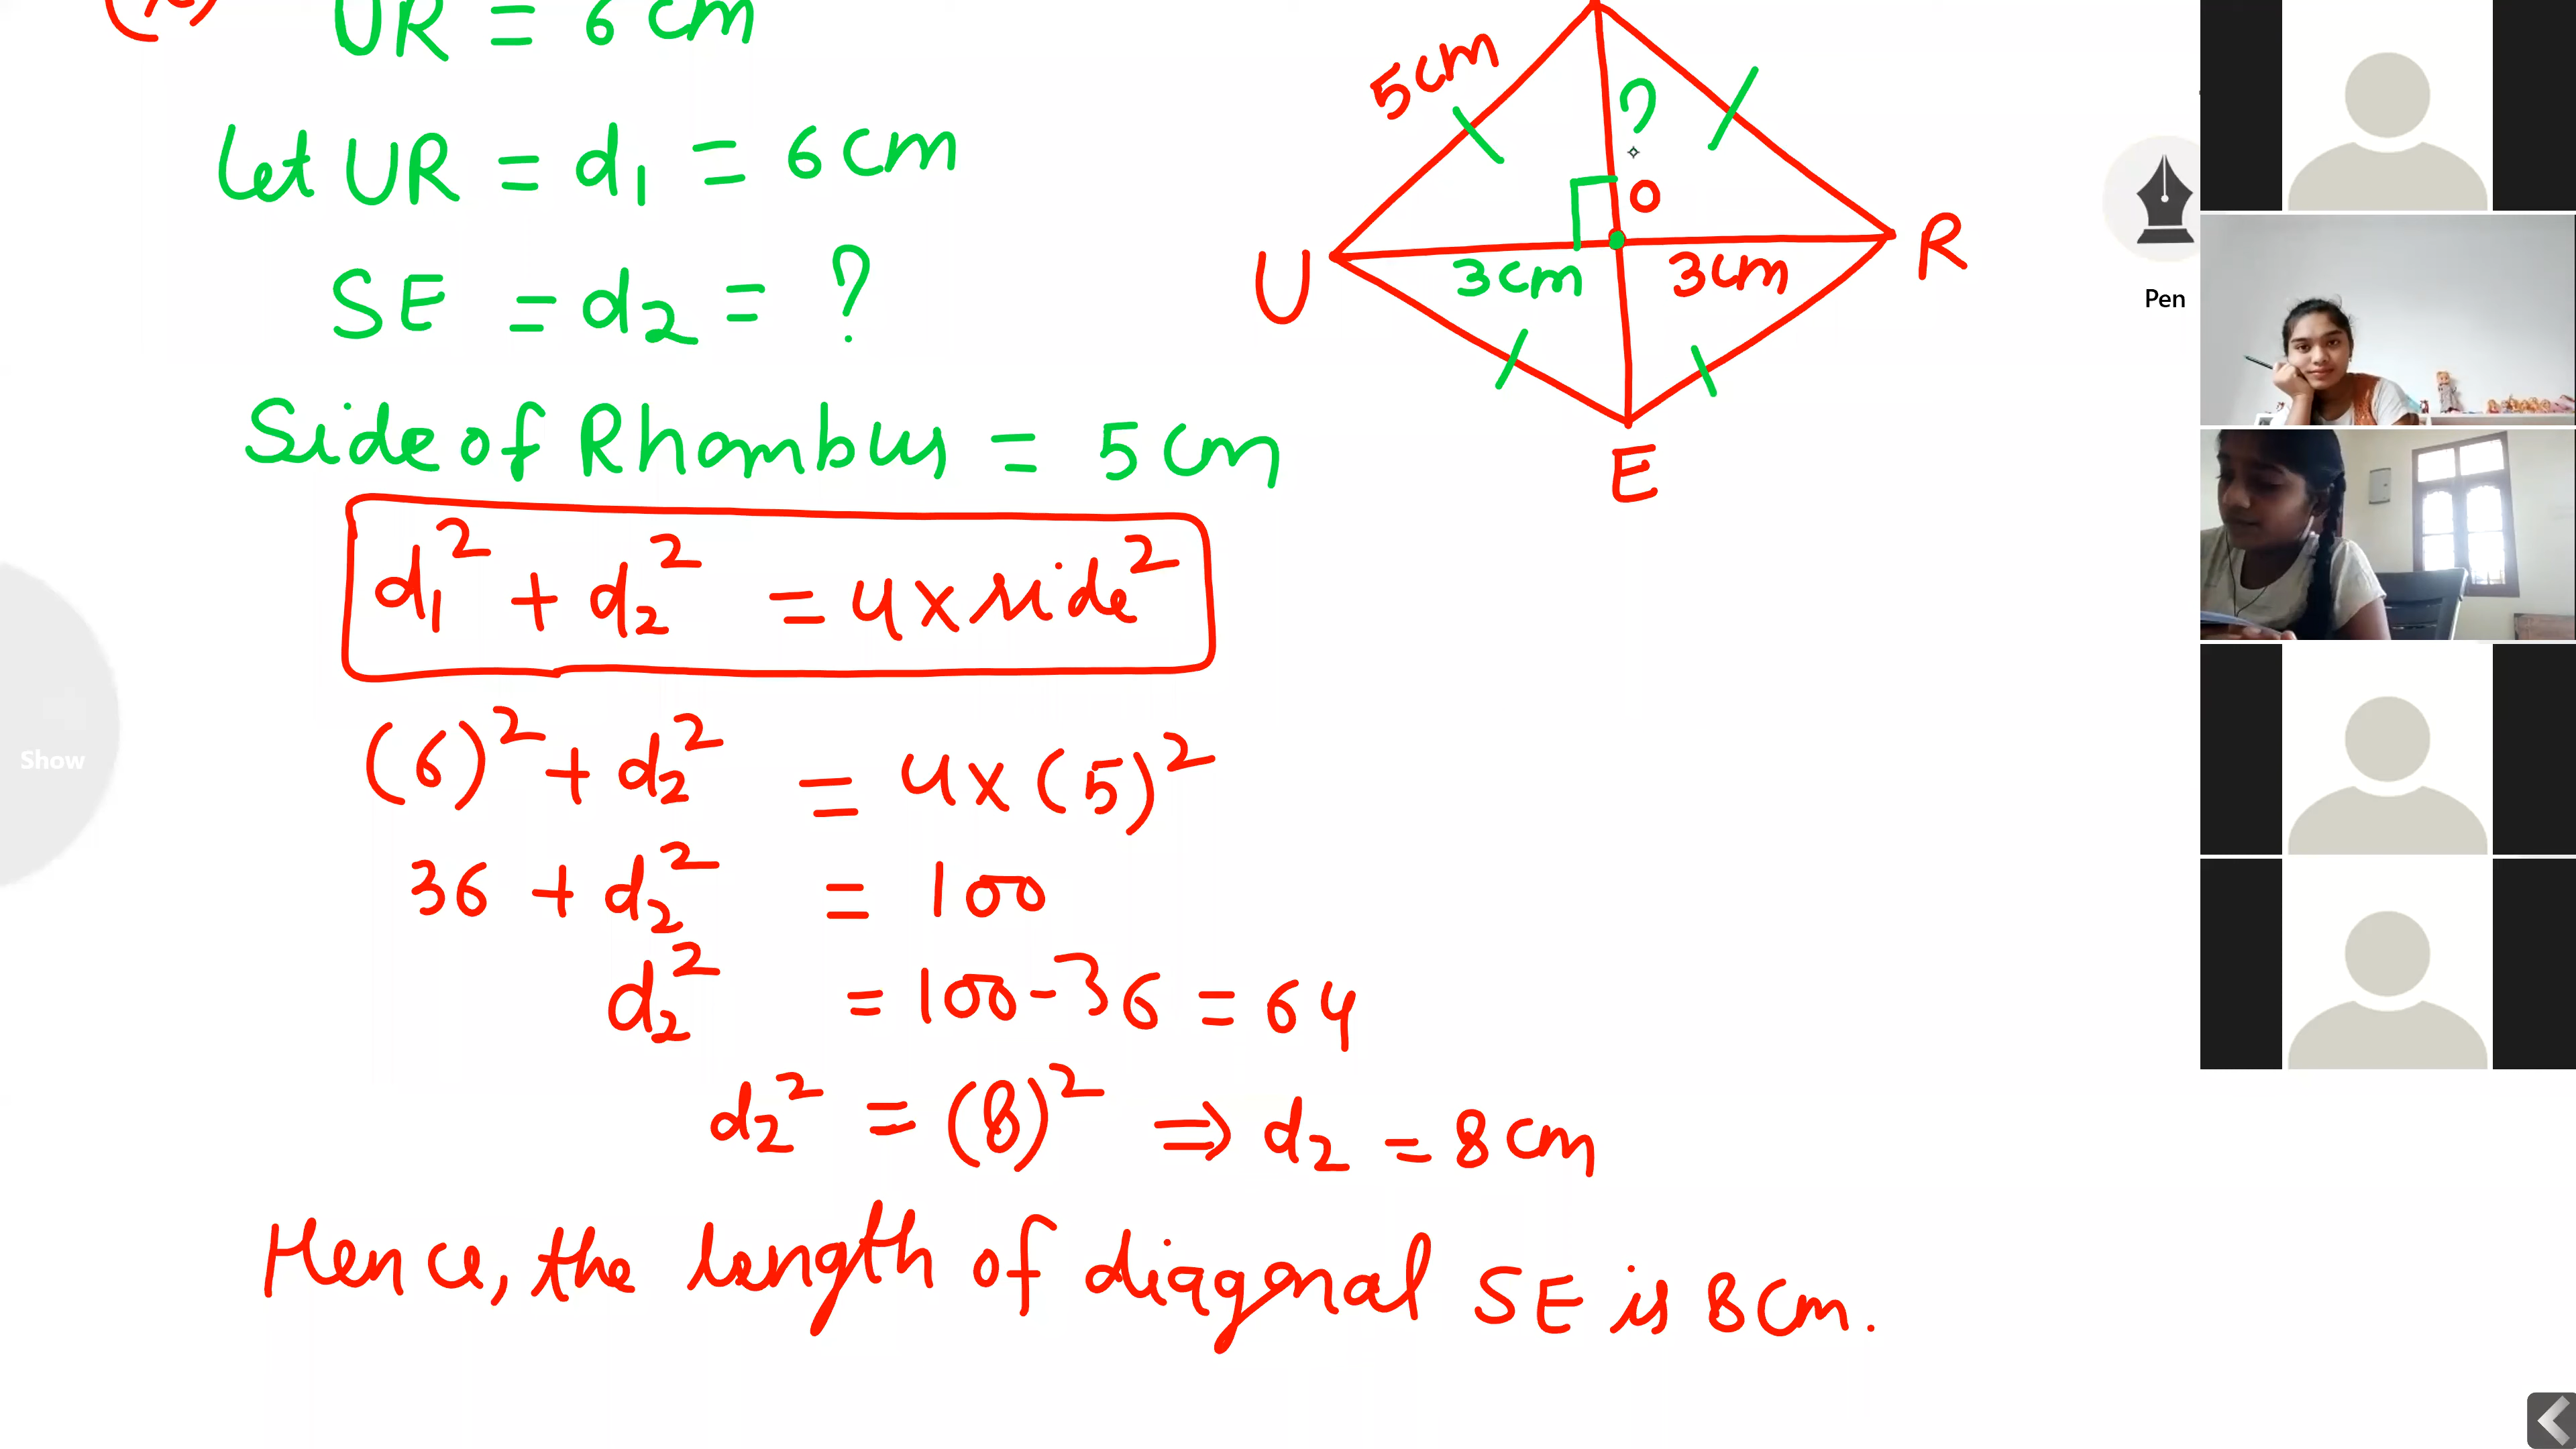 UR = 6 cm
Let UR = d₁ = 6 cm
SE = d₂ = ?
Side of Rhombus = 5 cm
d₁² + d₂² = 4 x side²
(6)² + d₂² = 4 x (5)²
36 + d₂² = 100
d₂² = 100 - 36 = 64
d₂² = (8)² ⇒ d₂ = 8 cm
Hence, the length of diagonal SE is 8 Cm.
5 cm
?
O
U
3 cm
3 cm
R
E
Pen
Show